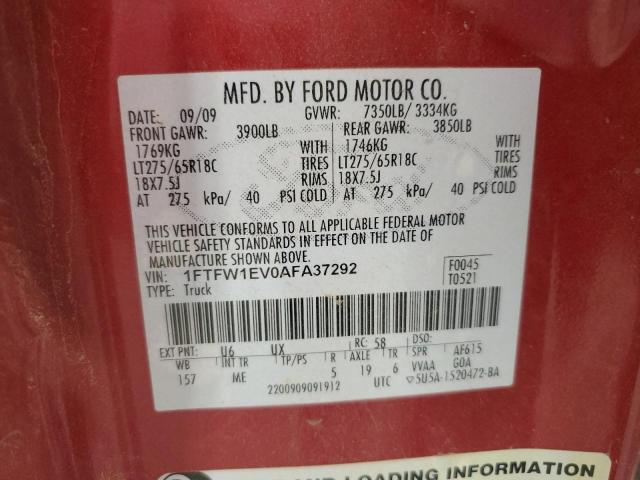 MFD. BY FORD MOTOR CO.
DATE: 09/09 GVWR: 7350LB/ 3334KG
FRONT GAWR: 3900LB REAR GAWR: 3850LB
1769KG WITH 1746KG WITH
LT275/65R18C TIRES LT275/65R18C TIRES
18X7.5J RIMS 18X7.5J RIMS
AT 275 kPa/ 40 PSI COLD AT 275 kPa/ 40 PSI COLD
THIS VEHICLE CONFORMS TO ALL APPLICABLE FEDERAL MOTOR
VEHICLE SAFETY STANDARDS IN EFFECT ON THE DATE OF
MANUFACTURE SHOWN ABOVE.
VIN: 1FTFW1EV0AFA37292 F0045
TYPE: Truck T0521
EXT PNT: U6 UX RC: 58 DSO:
WB INT TR TP/PS R AXLE TR SPR AF615
157 ME 5 19 6 VVAA GOA
2200909091912 UTC ▽5U5A-1520472-BA
AND LOADING INFORMATION